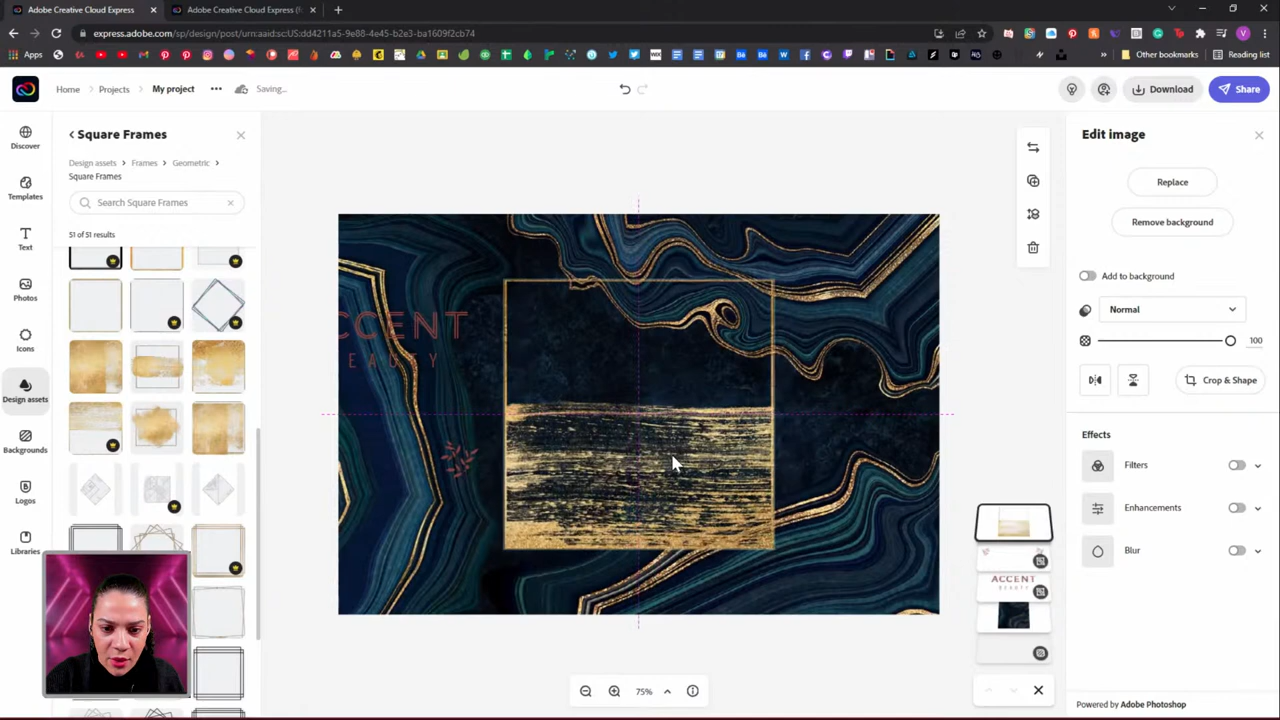 Adobe Creative Cloud Express
Adobe Creative Cloud Express (
express.adobe.com/sp/design/post/urn:aaid:sc:US:dd4211a5-9e88-4e45-b2e3-ba1609f2cb74
Apps
Other bookmarks
Reading list
Home
Projects
My project
Saving...
Download
Share
Discover
Templates
Text
Photos
Icons
Design assets
Backgrounds
Logos
Libraries
Square Frames
Design assets
Frames
Geometric
Square Frames
Search Square Frames
51 of 51 results
CCENT
BEAUTY
75%
ACCENT
BEAUTY
Edit image
Replace
Remove background
Add to background
Normal
100
Crop & Shape
Effects
Filters
Enhancements
Blur
Powered by Adobe Photoshop